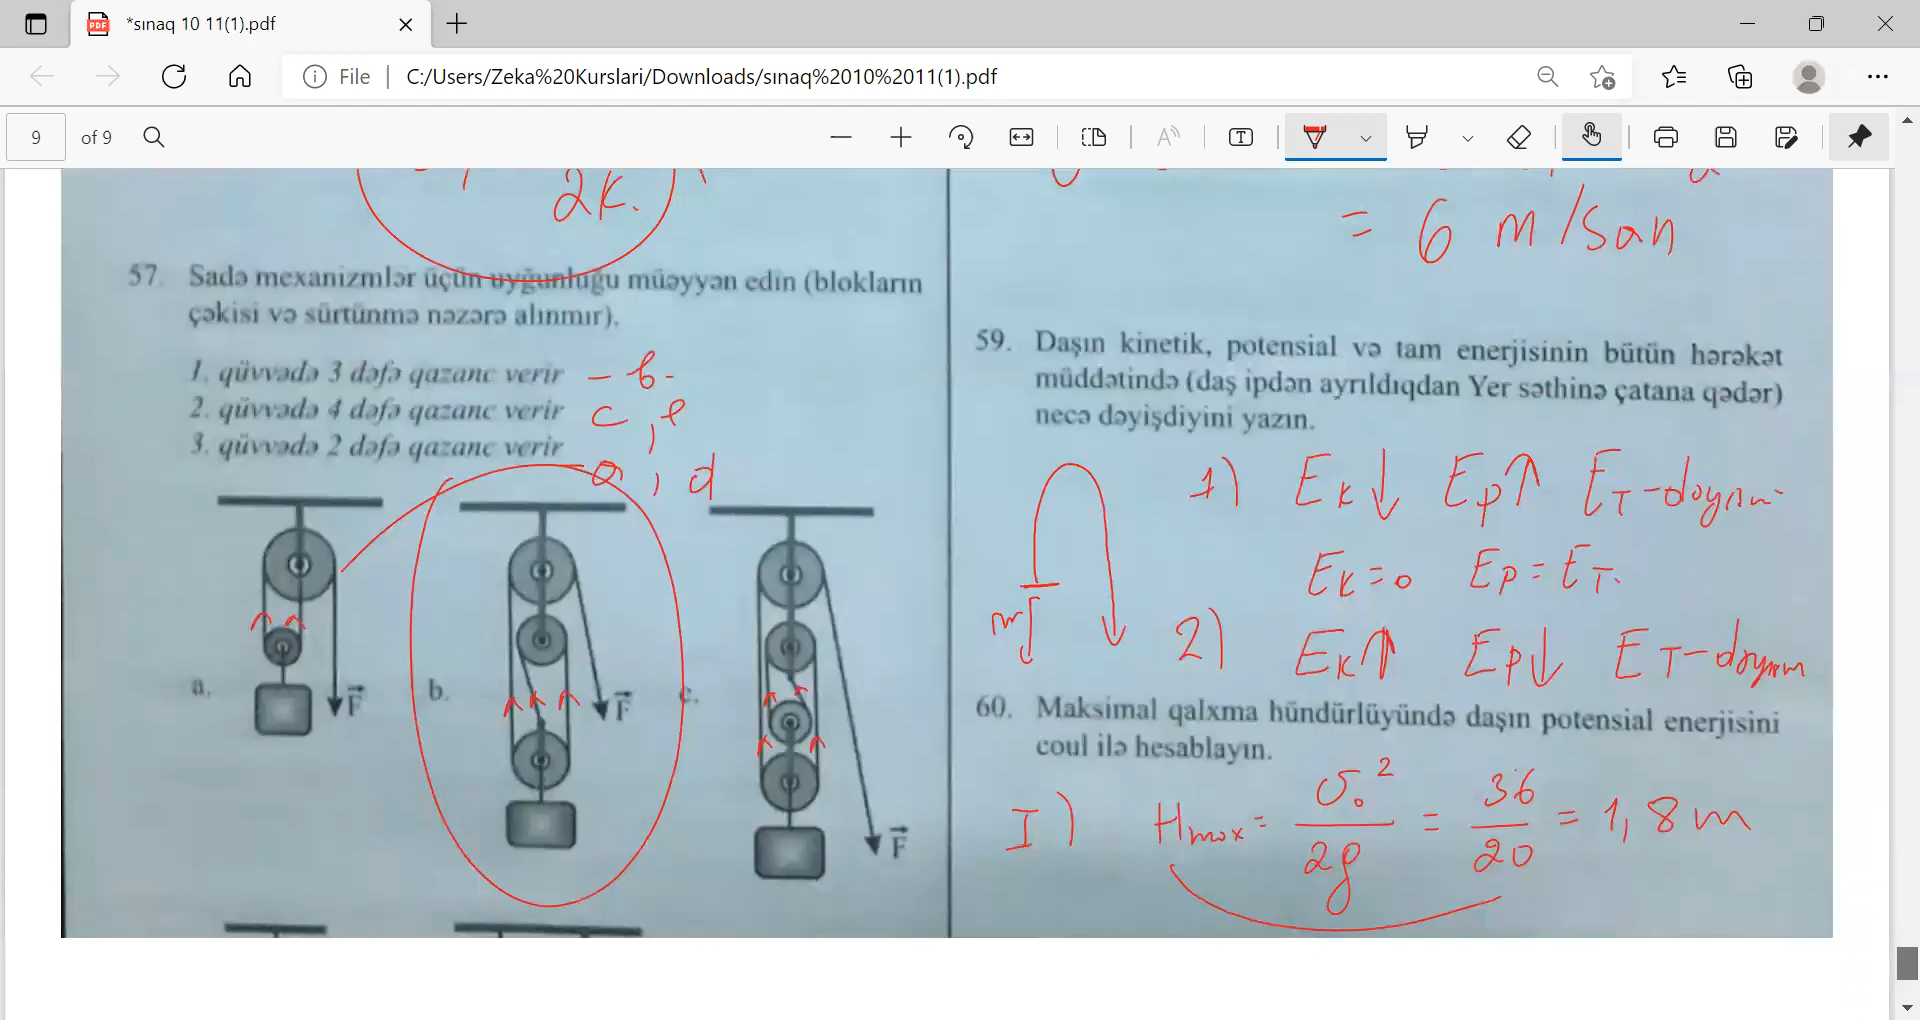 *sınaq 10 11(1).pdf
File | C:/Users/Zeka%20Kurslari/Downloads/sınaq%2010%2011(1).pdf
9 of 9
2k.
57. Sadə mexanizmlər üçün uyğunluğu müəyyən edin (blokların
çəkisi və sürtünmə nəzərə alınmır).
1. qüvvədə 3 dəfə qazanc verir – b -
2. qüvvədə 4 dəfə qazanc verir c, e
3. qüvvədə 2 dəfə qazanc verir a, d
a. F b. F c. F
= 6 m/san
59. Daşın kinetik, potensial və tam enerjisinin bütün hərəkət
müddətində (daş ipdən ayrıldıqdan Yer səthinə çatana qədər)
necə dəyişdiyini yazın.
1) EK↓ EP↑ ET-dəyişm
EK=0 EP=ET.
2) EK↑ EP↓ ET-dəyişm
60. Maksimal qalxma hündürlüyündə daşın potensial enerjisini
coul ilə hesablayın.
I) Hmax = υ₀²/2g = 36/20 = 1,8 m